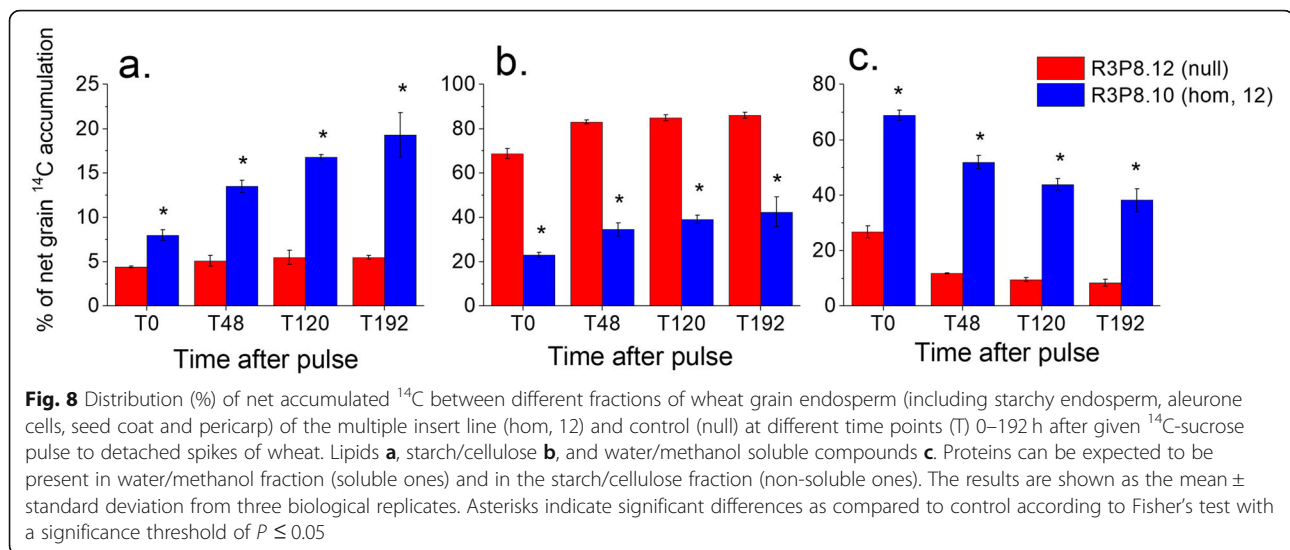 a.
b.
c.
R3P8.12 (null)
R3P8.10 (hom, 12)
% of net grain ¹⁴C accumulation
25
20
15
10
5
0
* * * *
T0 T48 T120 T192
Time after pulse
100
80
60
40
20
0
* * * *
T0 T48 T120 T192
Time after pulse
80
60
40
20
0
* * * *
T0 T48 T120 T192
Time after pulse
Fig. 8 Distribution (%) of net accumulated ¹⁴C between different fractions of wheat grain endosperm (including starchy endosperm, aleurone
cells, seed coat and pericarp) of the multiple insert line (hom, 12) and control (null) at different time points (T) 0–192 h after given ¹⁴C-sucrose
pulse to detached spikes of wheat. Lipids a, starch/cellulose b, and water/methanol soluble compounds c. Proteins can be expected to be
present in water/methanol fraction (soluble ones) and in the starch/cellulose fraction (non-soluble ones). The results are shown as the mean ±
standard deviation from three biological replicates. Asterisks indicate significant differences as compared to control according to Fisher's test with
a significance threshold of P ≤ 0.05